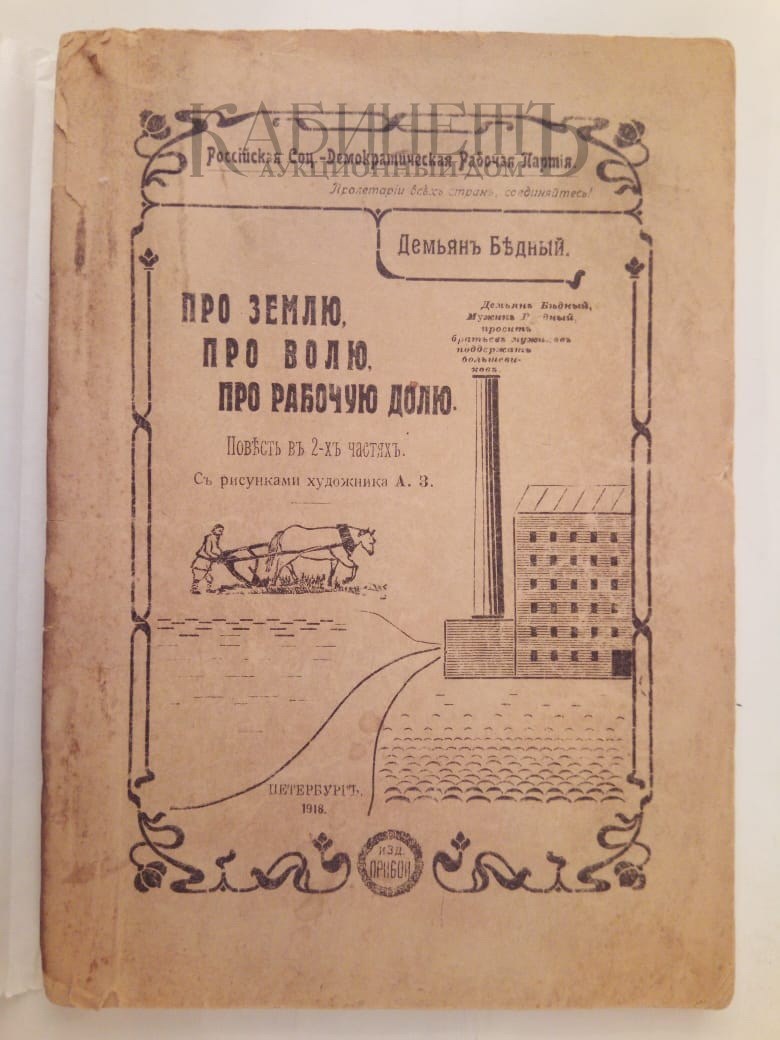 КАБИНЕТЪ
АУКЦИОННЫЙ ДОМ
Россійская Соц.-Демократическая Рабочая Партія
Пролетаріи всѣхъ странъ, соединяйтесь!
Демьянъ Бѣдный.
ПРО ЗЕМЛЮ,
ПРО ВОЛЮ,
ПРО РАБОЧУЮ ДОЛЮ.
Повѣсть въ 2-хъ частяхъ.
Съ рисунками художника А. З.
Демьянъ Бѣдный,
Мужикъ
проситъ
братьевъ
поддержать
большеви-
ковъ.
ПЕТЕРБУРГЪ.
1918.
ИЗД.
ПРИБОЙ